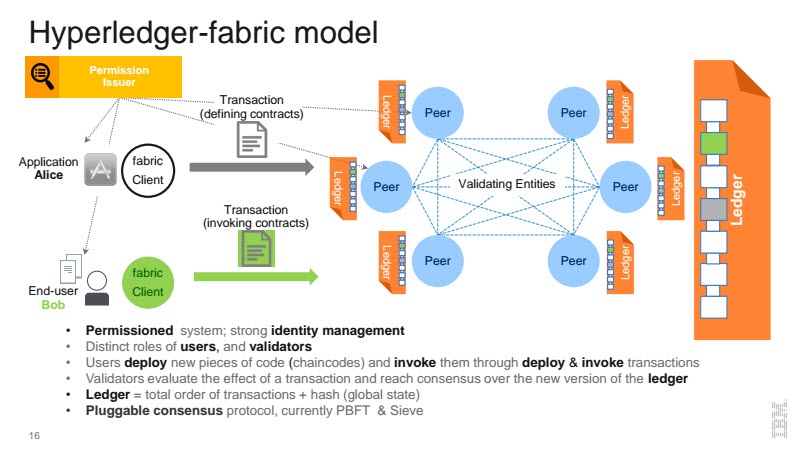 Hyperledger-fabric model
Permission
Issuer
Transaction
(defining contracts)
Application
Alice
fabric
Client
Transaction
(invoking contracts)
End-user
Bob
fabric
Client
Ledger
Peer
Peer
Ledger
Ledger
Peer
Validating Entities
Peer
Ledger
Ledger
Peer
Peer
Ledger
Ledger
• Permissioned system; strong identity management
• Distinct roles of users, and validators
• Users deploy new pieces of code (chaincodes) and invoke them through deploy & invoke transactions
• Validators evaluate the effect of a transaction and reach consensus over the new version of the ledger
• Ledger = total order of transactions + hash (global state)
• Pluggable consensus protocol, currently PBFT & Sieve
16
IBM